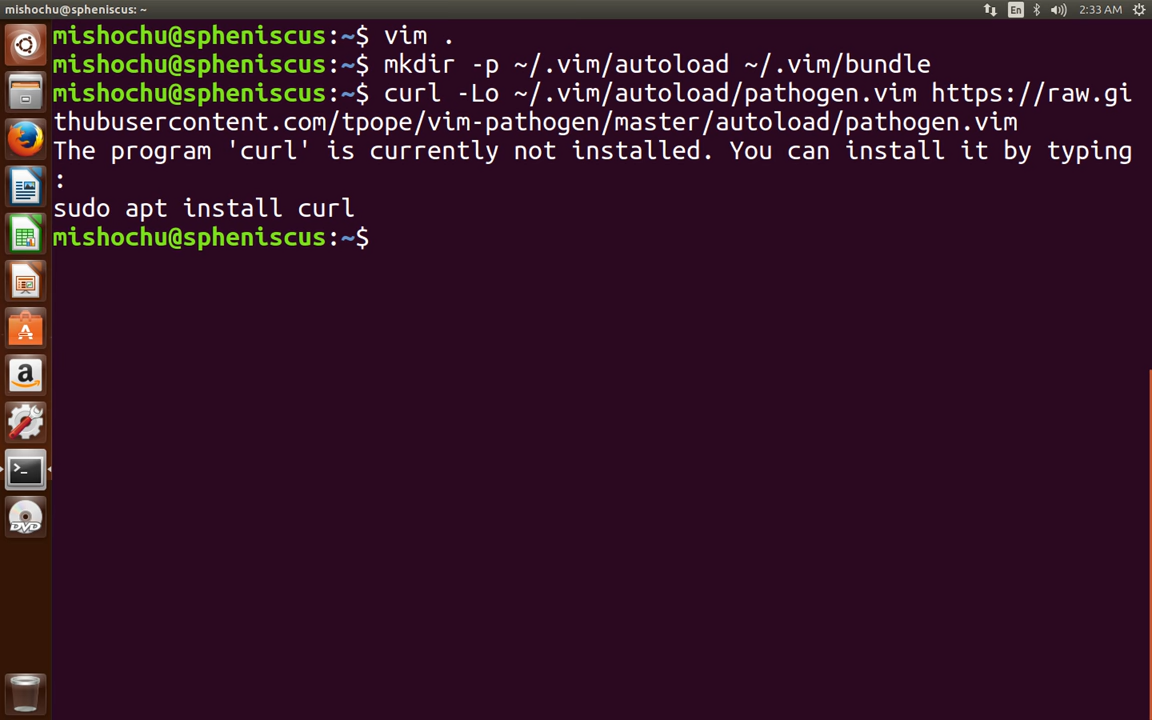 mishochu@spheniscus: ~
En
2:33 AM
mishochu@spheniscus:~$ vim .
mishochu@spheniscus:~$ mkdir -p ~/.vim/autoload ~/.vim/bundle
mishochu@spheniscus:~$ curl -Lo ~/.vim/autoload/pathogen.vim https://raw.gi
thubusercontent.com/tpope/vim-pathogen/master/autoload/pathogen.vim
The program 'curl' is currently not installed. You can install it by typing
:
sudo apt install curl
mishochu@spheniscus:~$
a
>_
DVD